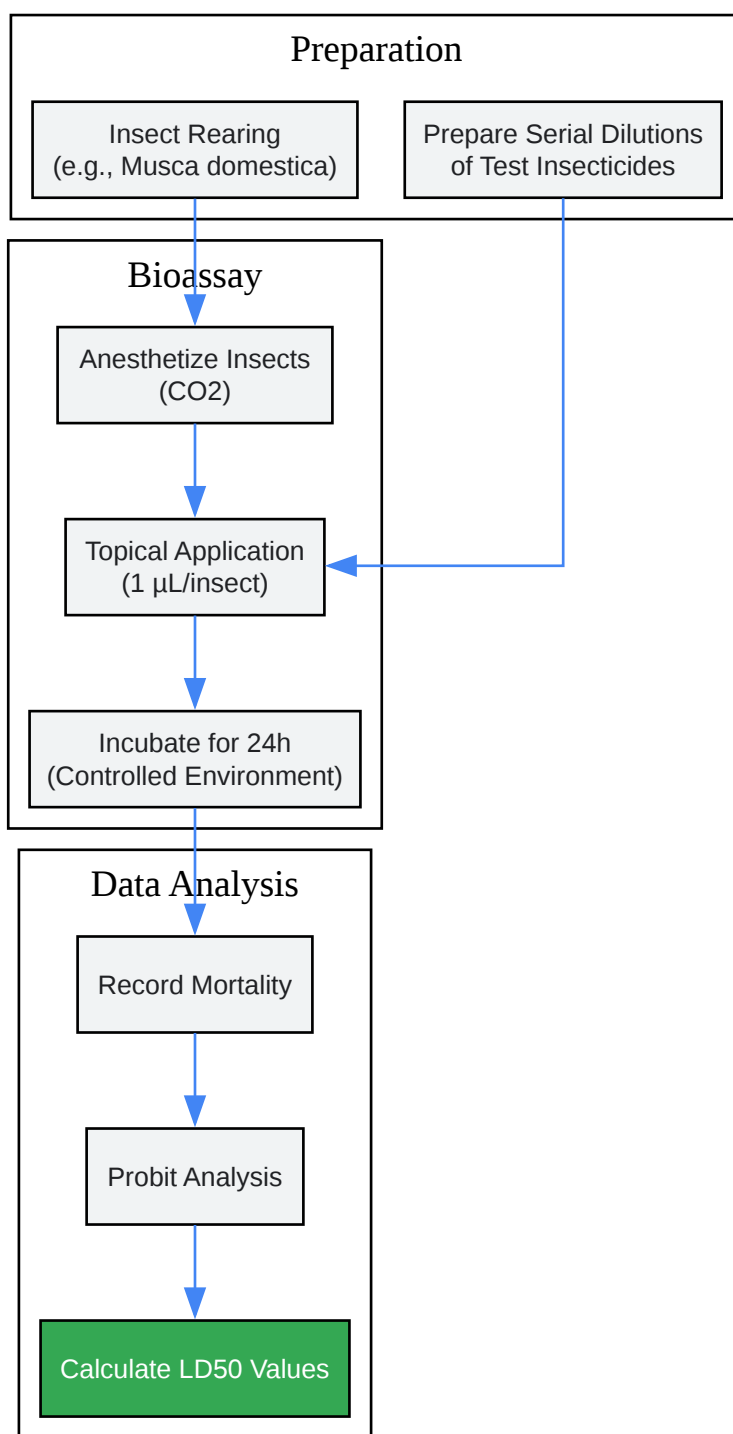 Preparation
Insect Rearing
(e.g., Musca domestica)
Prepare Serial Dilutions
of Test Insecticides
Bioassay
Anesthetize Insects
(CO2)
Topical Application
(1 µL/insect)
Incubate for 24h
(Controlled Environment)
Data Analysis
Record Mortality
Probit Analysis
Calculate LD50 Values